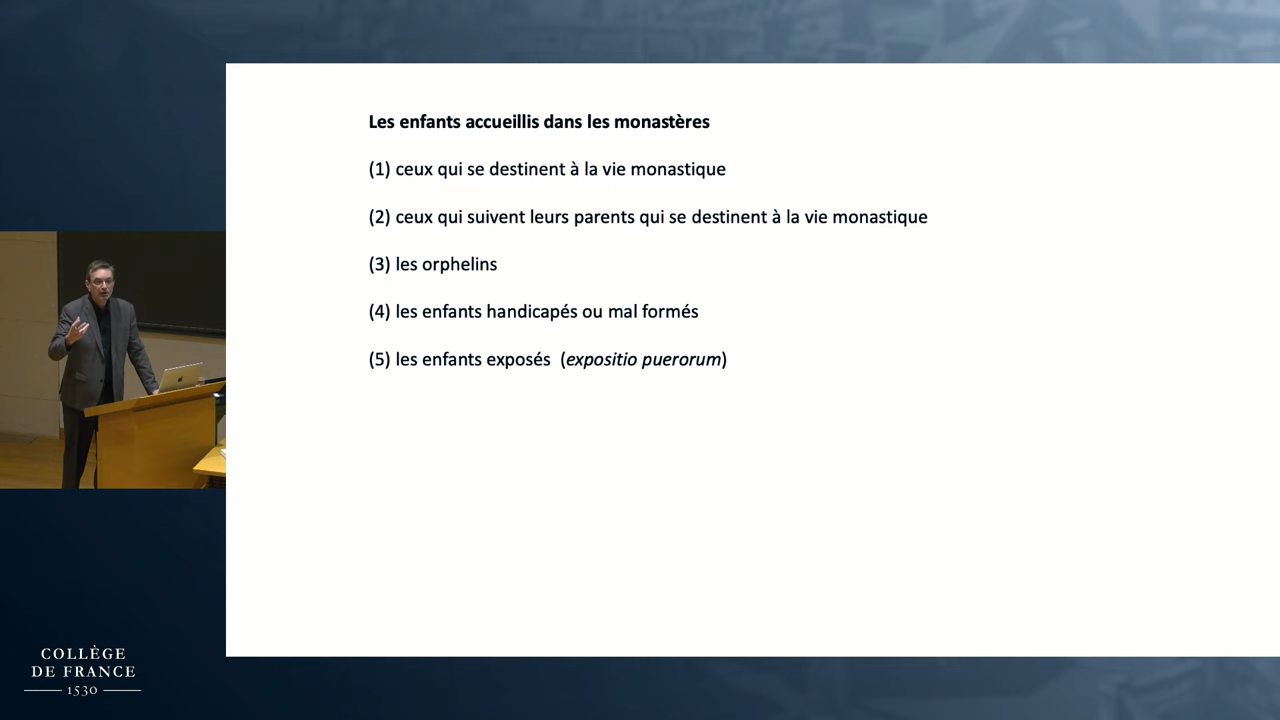 Les enfants accueillis dans les monastères
(1) ceux qui se destinent à la vie monastique
(2) ceux qui suivent leurs parents qui se destinent à la vie monastique
(3) les orphelins
(4) les enfants handicapés ou mal formés
(5) les enfants exposés (expositio puerorum)
COLLÈGE
DE FRANCE
1530